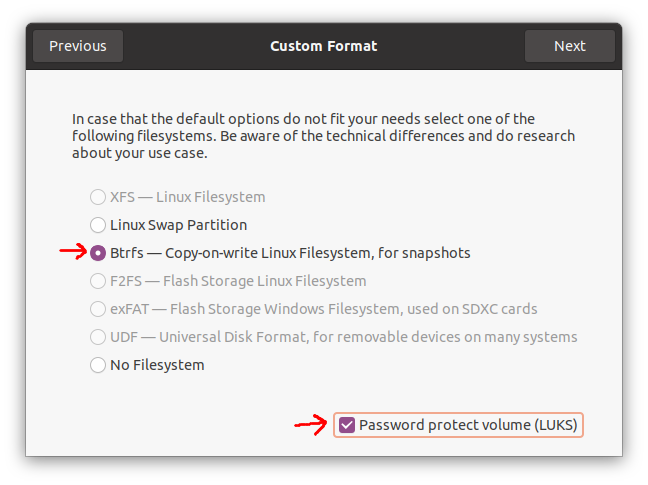 Previous
Custom Format
Next
In case that the default options do not fit your needs select one of the
following filesystems. Be aware of the technical differences and do research
about your use case.
XFS — Linux Filesystem
Linux Swap Partition
Btrfs — Copy-on-write Linux Filesystem, for snapshots
F2FS — Flash Storage Linux Filesystem
exFAT — Flash Storage Windows Filesystem, used on SDXC cards
UDF — Universal Disk Format, for removable devices on many systems
No Filesystem
Password protect volume (LUKS)